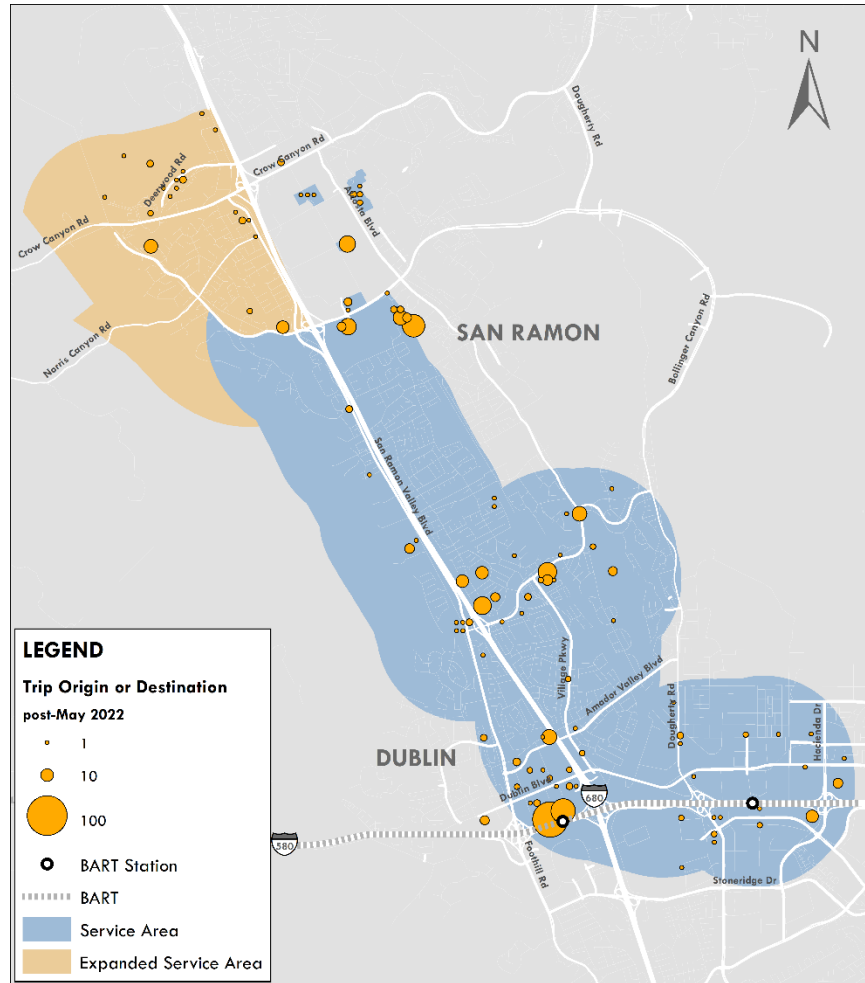 N
Dougherty Rd
Crow Canyon Rd
Deerwood Rd
Alcosta Blvd
Crow Canyon Rd
Norris Canyon Rd
Bollinger Canyon Rd
SAN RAMON
San Ramon Valley Blvd
Village Pkwy
Amador Valley Blvd
Dougherty Rd
Hacienda Dr
DUBLIN
Dublin Blvd
680
580
Foothill Rd
Stoneridge Dr
LEGEND
Trip Origin or Destination
post-May 2022
1
10
100
BART Station
BART
Service Area
Expanded Service Area